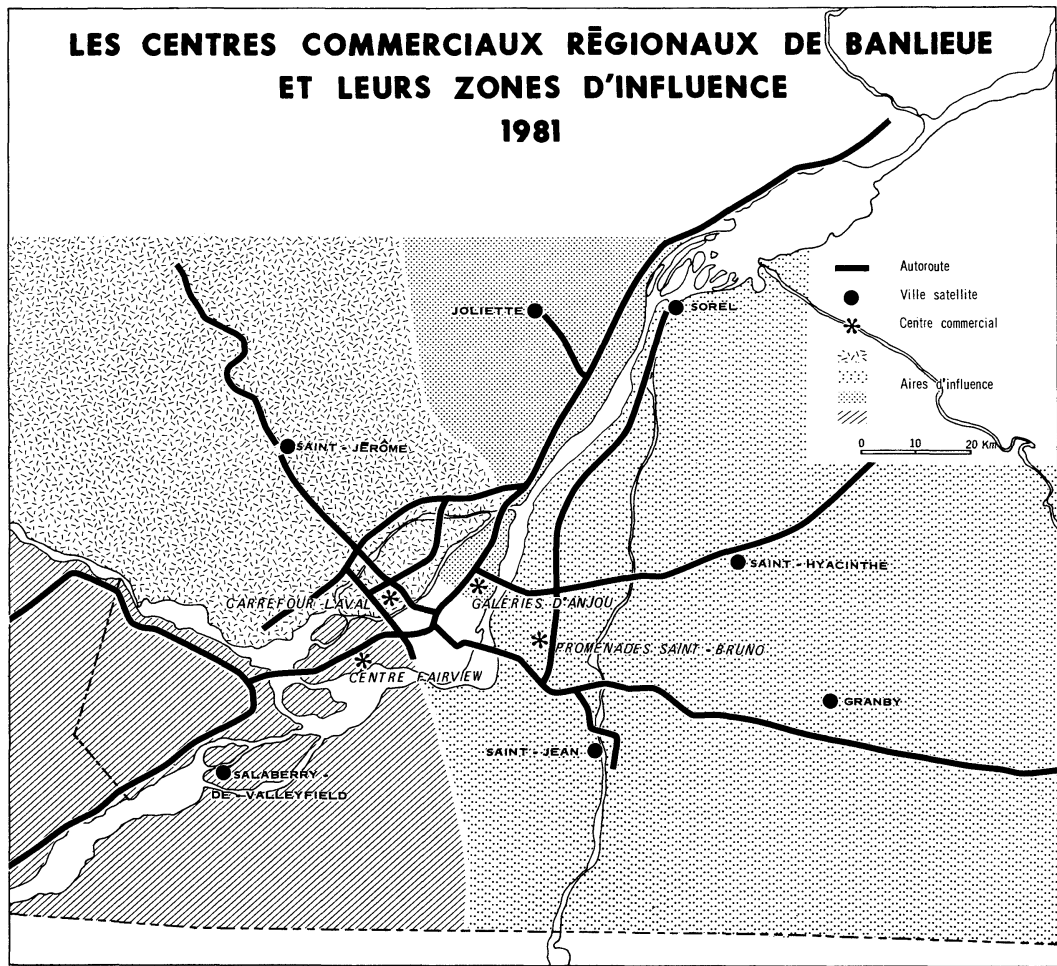 LES CENTRES COMMERCIAUX RĒGIONAUX DE BANLIEUE
ET LEURS ZONES D'INFLUENCE
1981
Autoroute
Ville satellite
Centre commercial
Aires d'influence
0 10 20 Km
JOLIETTE
SOREL
SAINT - JĒRÔME
SAINT - HYACINTHE
CARREFOUR LAVAL
GALERIES D'ANJOU
PROMENADES SAINT - BRUNO
CENTRE FAIRVIEW
GRANBY
SAINT - JEAN
SALABERRY -
DE - VALLEYFIELD